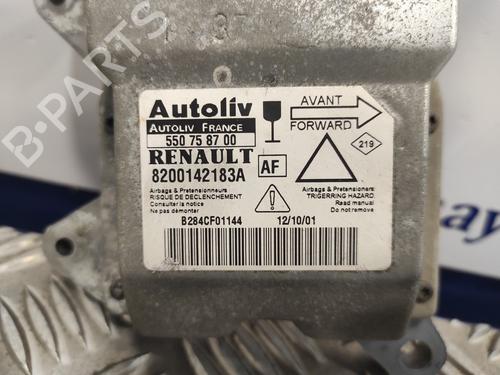 B-PARTS
Autoliv
AUTOLIV FRANCE
550 75 87 00
RENAULT
8200142183A
AF
AVANT
FORWARD
219
Airbags & Pretensionneurs
RISQUE DE DECLENCHEMENT
Consulter la notice
Ne pas démonter
Airbags & Pretensioners:
TRIGERRING HAZARD
Read manual
Do not remove
B284CF01144
12/10/01